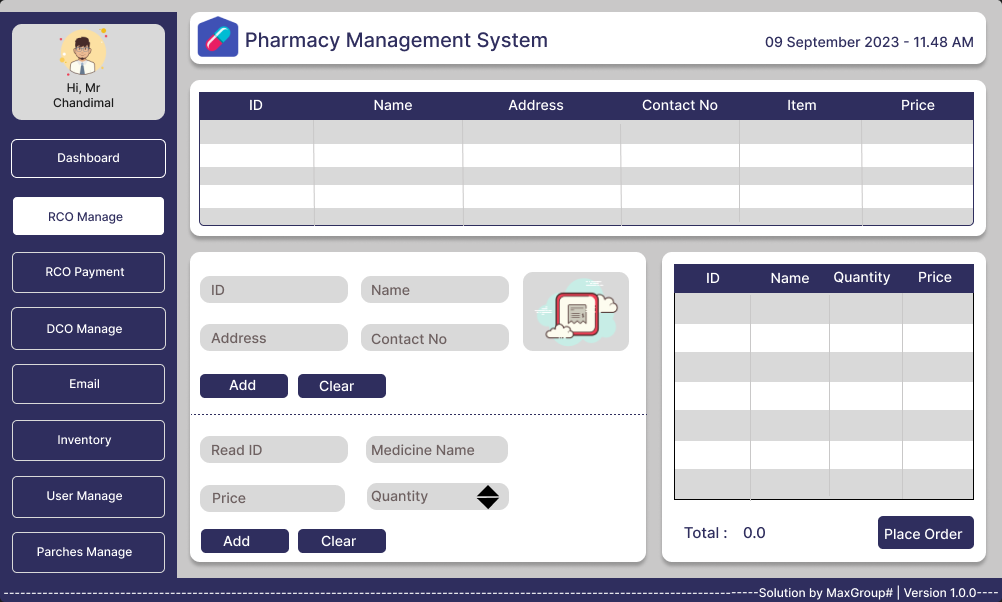 Hi, Mr
Chandimal
Dashboard
RCO Manage
RCO Payment
DCO Manage
Email
Inventory
User Manage
Parches Manage
Pharmacy Management System
09 September 2023 - 11.48 AM
ID Name Address Contact No Item Price
ID Name
Address Contact No
Add Clear
Read ID Medicine Name
Price Quantity
Add Clear
ID Name Quantity Price
Total : 0.0
Place Order
Solution by MaxGroup# | Version 1.0.0----